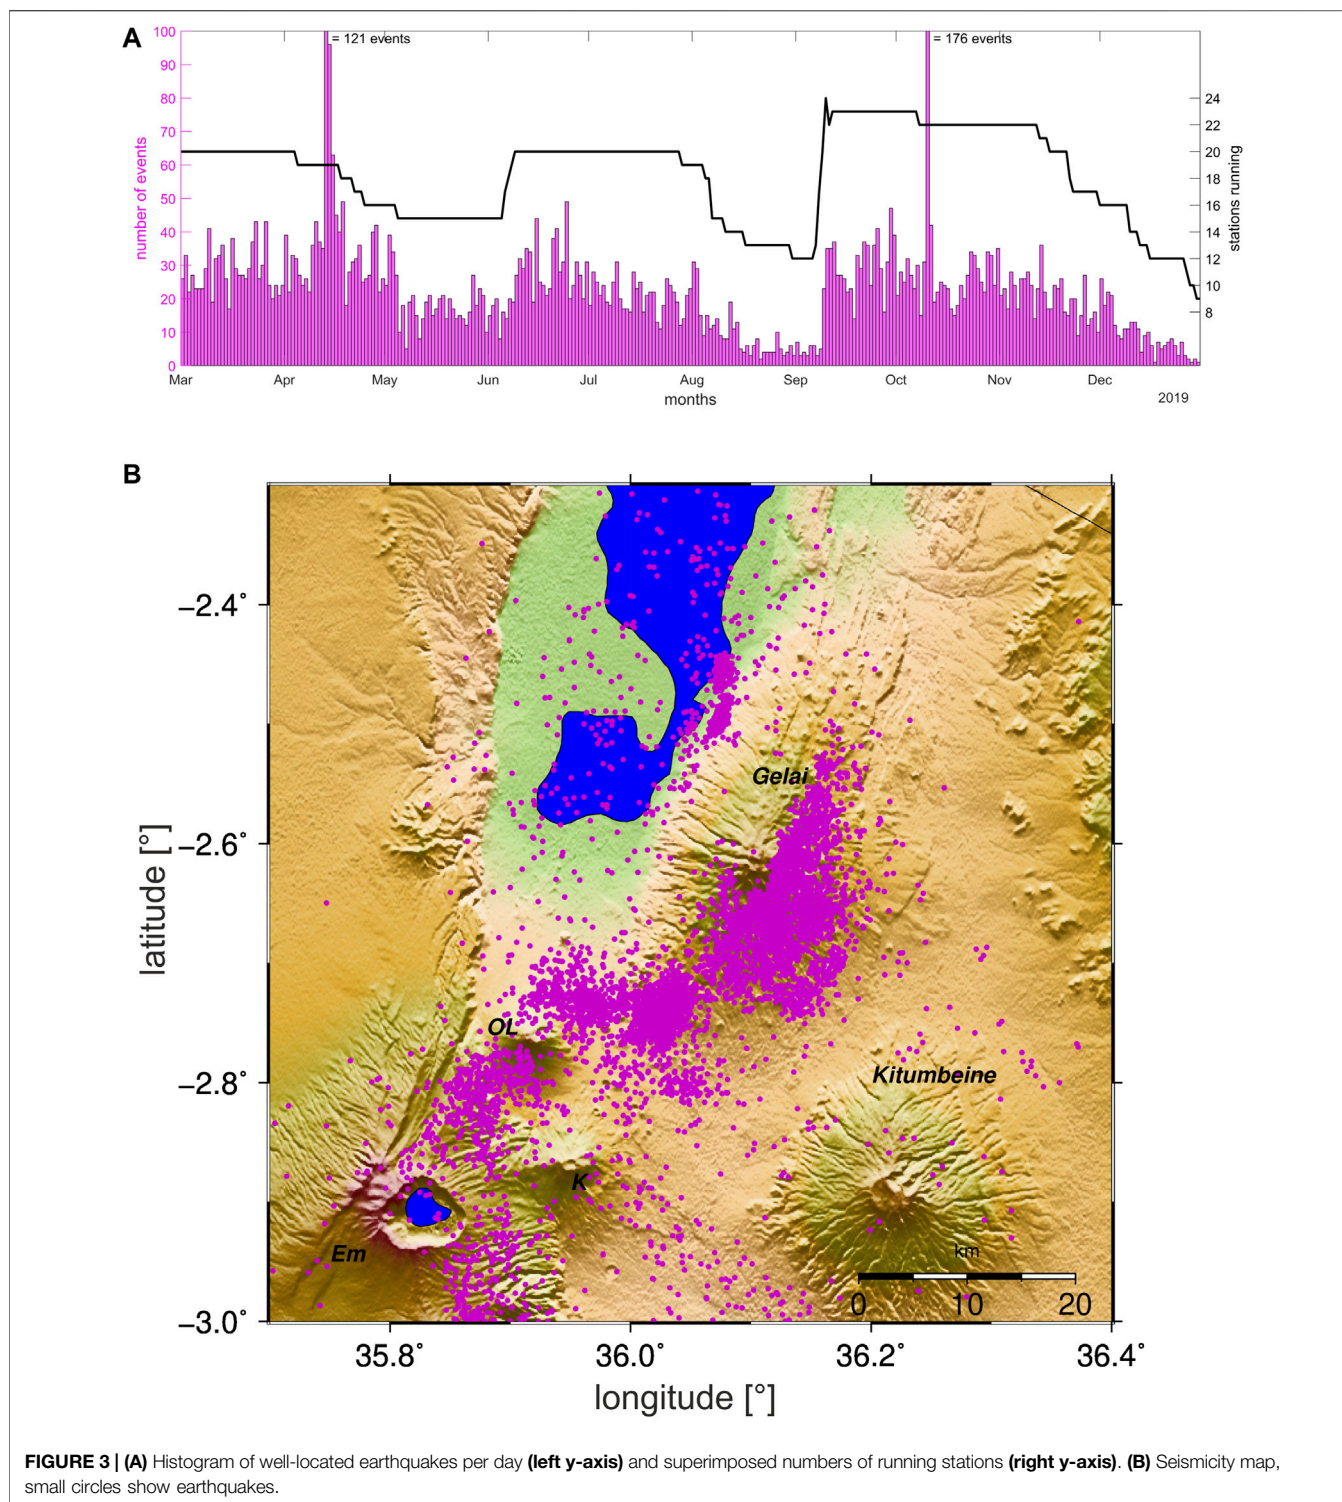 A
= 121 events
= 176 events
100
90
80
70
60
50
40
30
20
10
0
number of events
24
22
20
18
16
14
12
10
8
stations running
Mar Apr May Jun Jul Aug Sep Oct Nov Dec
months
2019
B
−2.4°
−2.6°
−2.8°
−3.0°
latitude [°]
Gelai
OL
Kitumbeine
K
Em
km
0 10 20
35.8° 36.0° 36.2° 36.4°
longitude [°]
FIGURE 3 | (A) Histogram of well-located earthquakes per day (left y-axis) and superimposed numbers of running stations (right y-axis). (B) Seismicity map,
small circles show earthquakes.